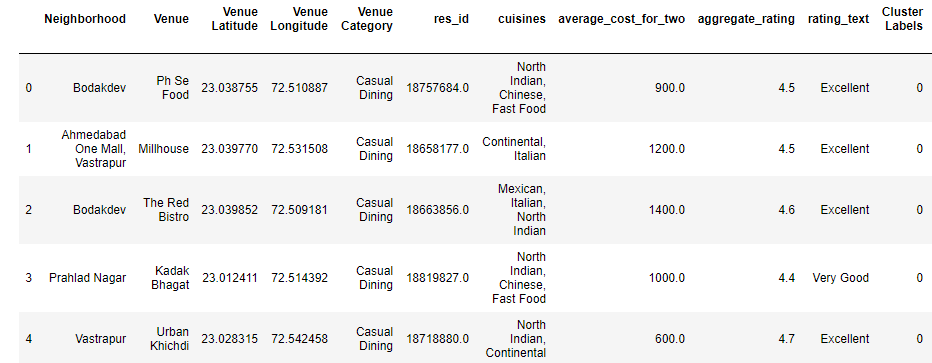 Neighborhood Venue Venue Latitude Venue Longitude Venue Category res_id cuisines average_cost_for_two aggregate_rating rating_text Cluster Labels
0 Bodakdev Ph Se Food 23.038755 72.510887 Casual Dining 18757684.0 North Indian, Chinese, Fast Food 900.0 4.5 Excellent 0
1 Ahmedabad One Mall, Vastrapur Millhouse 23.039770 72.531508 Casual Dining 18658177.0 Continental, Italian 1200.0 4.5 Excellent 0
2 Bodakdev The Red Bistro 23.039852 72.509181 Casual Dining 18663856.0 Mexican, Italian, North Indian 1400.0 4.6 Excellent 0
3 Prahlad Nagar Kadak Bhagat 23.012411 72.514392 Casual Dining 18819827.0 North Indian, Chinese, Fast Food 1000.0 4.4 Very Good 0
4 Vastrapur Urban Khichdi 23.028315 72.542458 Casual Dining 18718880.0 North Indian, Continental 600.0 4.7 Excellent 0